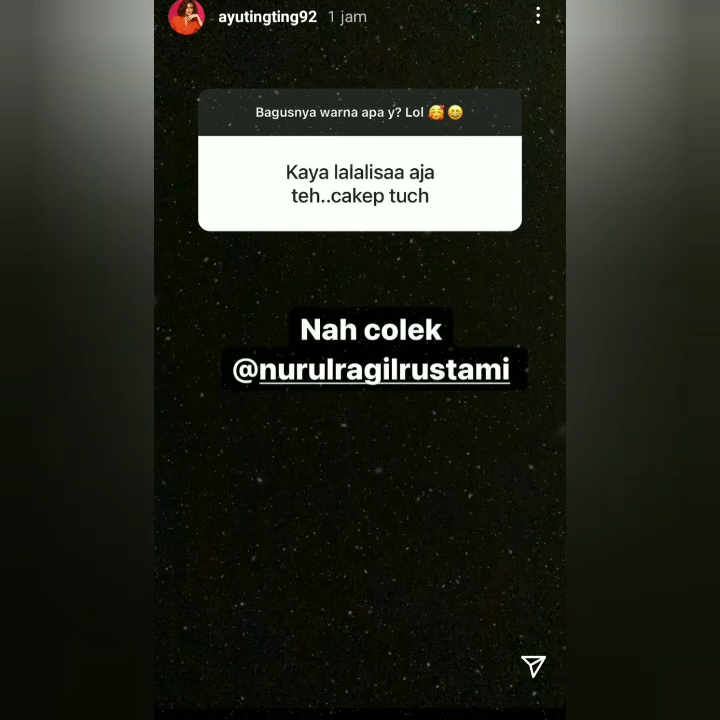 ayutingting92 1 jam
Bagusnya warna apa y? Lol 🥰😁
Kaya lalalisaa aja
teh..cakep tuch
Nah colek
@nurulragilrustami